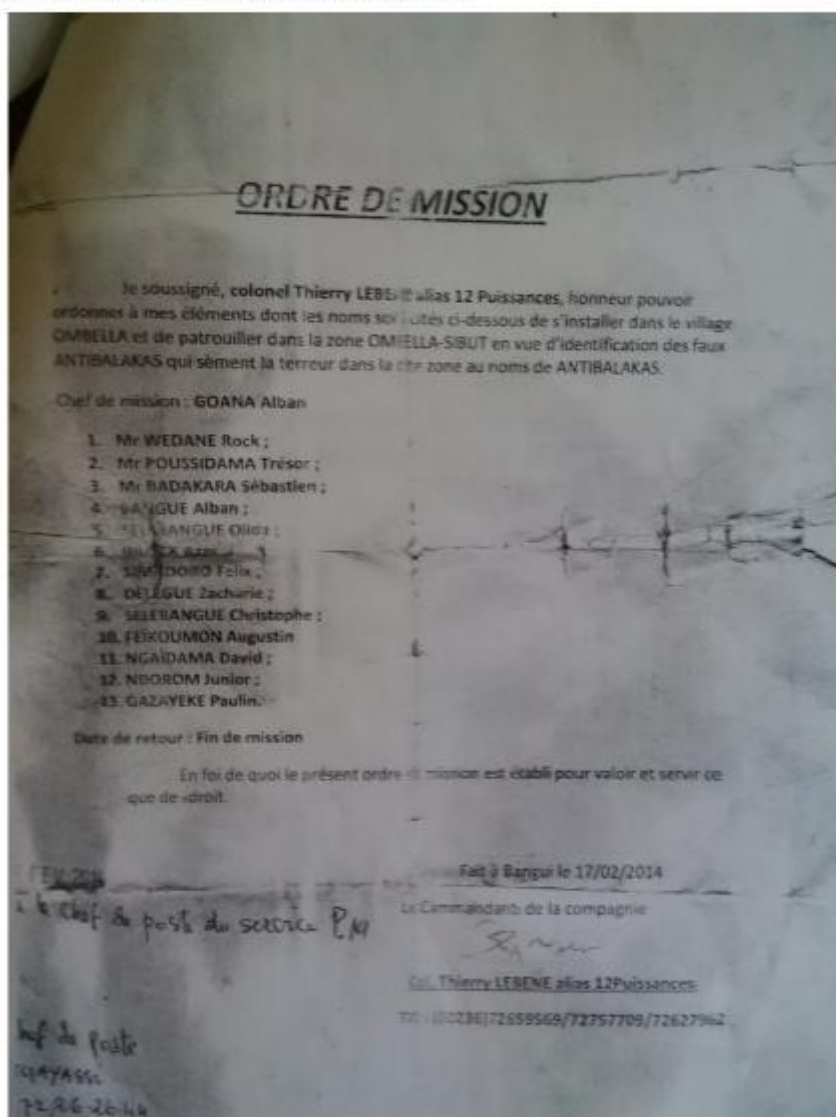 ORDRE DE MISSION
Je soussigné, colonel Thierry LEBENE alias 12 Puissances, honneur pouvoir
ordonner à mes éléments dont les noms sont cités ci-dessous de s'installer dans le village
OMBELLA et de patrouiller dans la zone OMBELLA-SIBUT en vue d'identification des faux
ANTIBALAKAS qui sèment la terreur dans la cite zone au noms de ANTIBALAKAS.
Chef de mission : GOANA Alban
1. Mr WEDANE Rock ;
2. Mr POUSSIDAMA Trésor ;
3. Mr BADAKARA Sébastien ;
4. Alban ;
5.
6.
7. Félix ;
8. DELEGUE Zacharie ;
9. SELEBANGUE Christophe ;
10. FEIKOUMON Augustin
11. NGAIDAMA David ;
12. NDOROM Junior ;
13. GAZAYEKE Paulin.
Date de retour : Fin de mission
En foi de quoi le présent ordre de mission est établi pour valoir et servir ce
que de droit.
Fait à Bangui le 17/02/2014
le Chef de poste du service
Le Commandant de la compagnie
Col. Thierry LEBENE alias 12Puissances
(00236)72659569/72757709/72627962
de poste